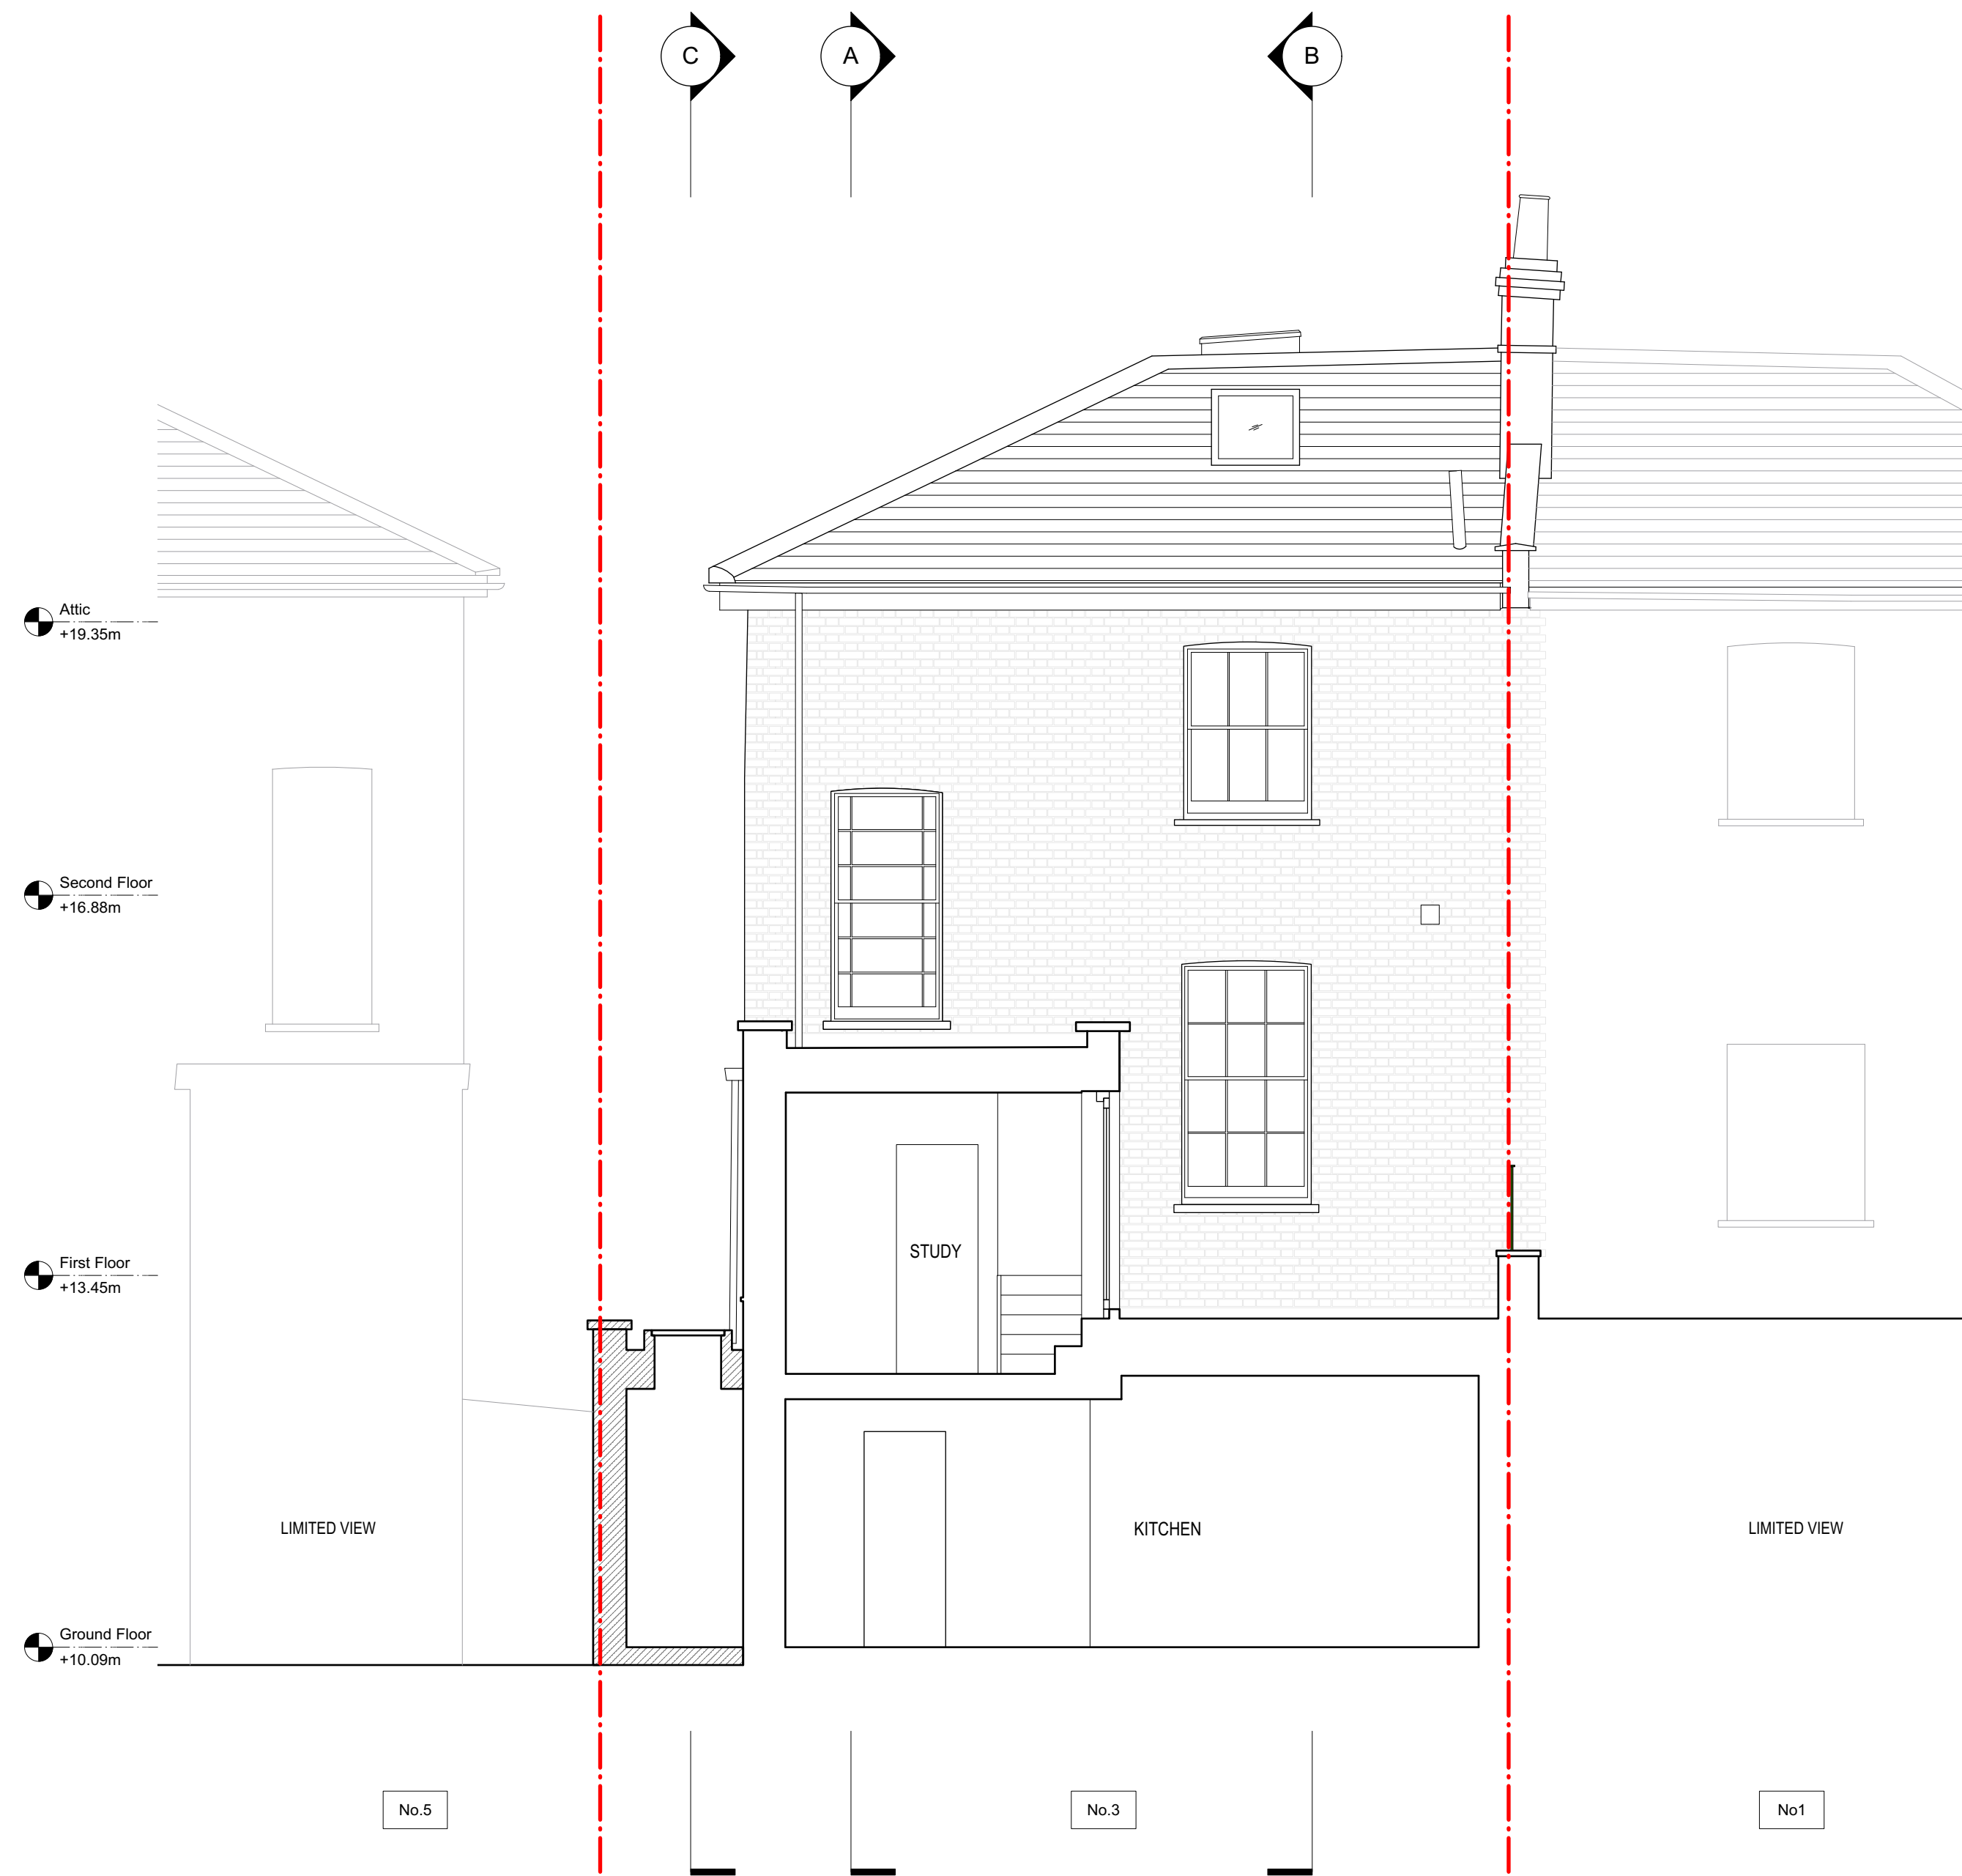 C
A
B
Attic
+19.35m
Second Floor
+16.88m
STUDY
First Floor
+13.45m
LIMITED VIEW
KITCHEN
LIMITED VIEW
Ground Floor
+10.09m
No.5
No.3
No1